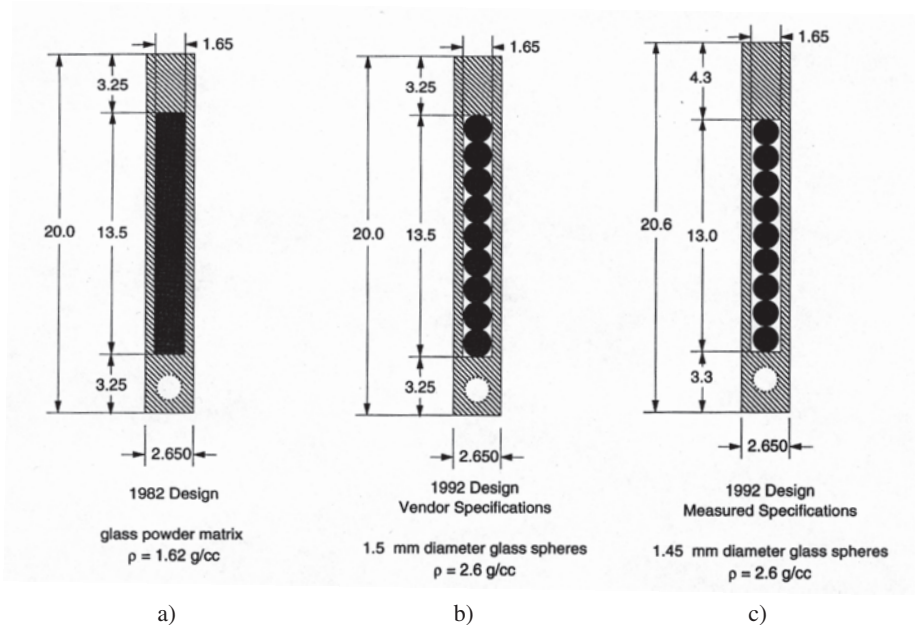 1.65
3.25
20.0
13.5
3.25
2.650
1982 Design
glass powder matrix
ρ = 1.62 g/cc
a)
1.65
3.25
20.0
13.5
3.25
2.650
1992 Design
Vendor Specifications
1.5 mm diameter glass spheres
ρ = 2.6 g/cc
b)
1.65
4.3
20.6
13.0
3.3
2.650
1992 Design
Measured Specifications
1.45 mm diameter glass spheres
ρ = 2.6 g/cc
c)